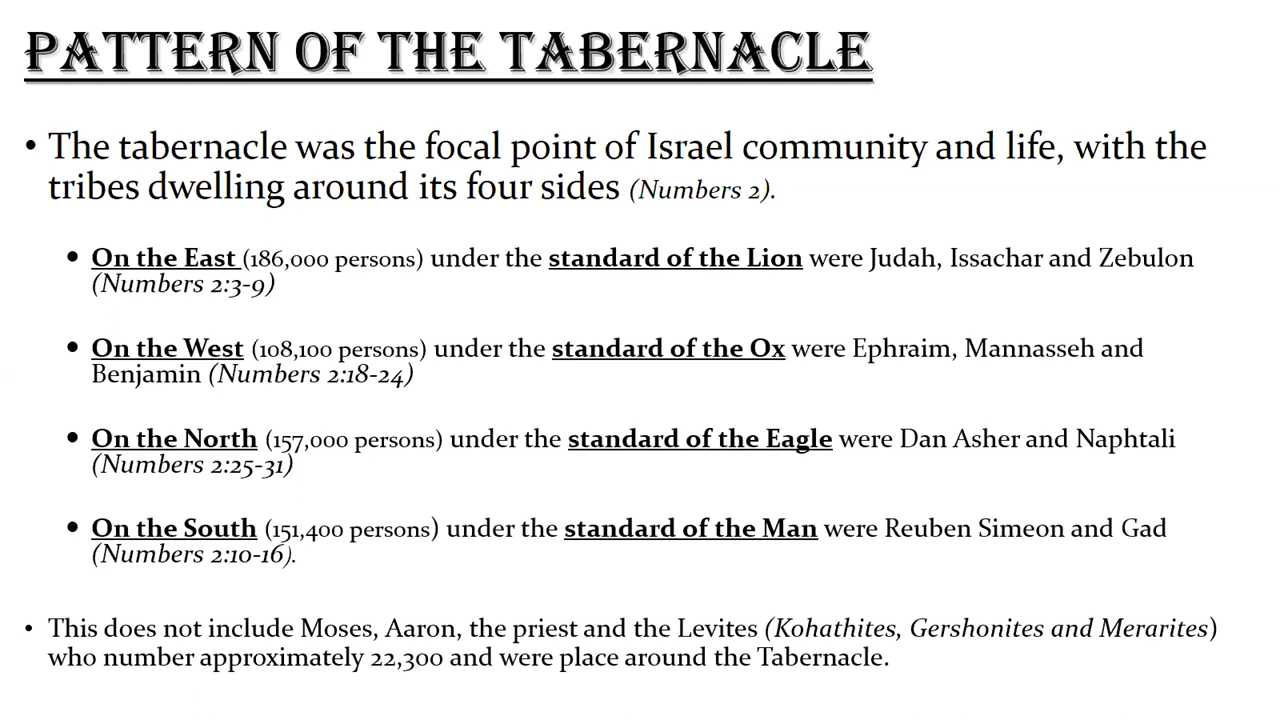 PATTERN OF THE TABERNACLE
• The tabernacle was the focal point of Israel community and life, with the
tribes dwelling around its four sides (Numbers 2).
• On the East (186,000 persons) under the standard of the Lion were Judah, Issachar and Zebulon
(Numbers 2:3-9)
• On the West (108,100 persons) under the standard of the Ox were Ephraim, Mannasseh and
Benjamin (Numbers 2:18-24)
• On the North (157,000 persons) under the standard of the Eagle were Dan Asher and Naphtali
(Numbers 2:25-31)
• On the South (151,400 persons) under the standard of the Man were Reuben Simeon and Gad
(Numbers 2:10-16).
• This does not include Moses, Aaron, the priest and the Levites (Kohathites, Gershonites and Merarites)
who number approximately 22,300 and were place around the Tabernacle.